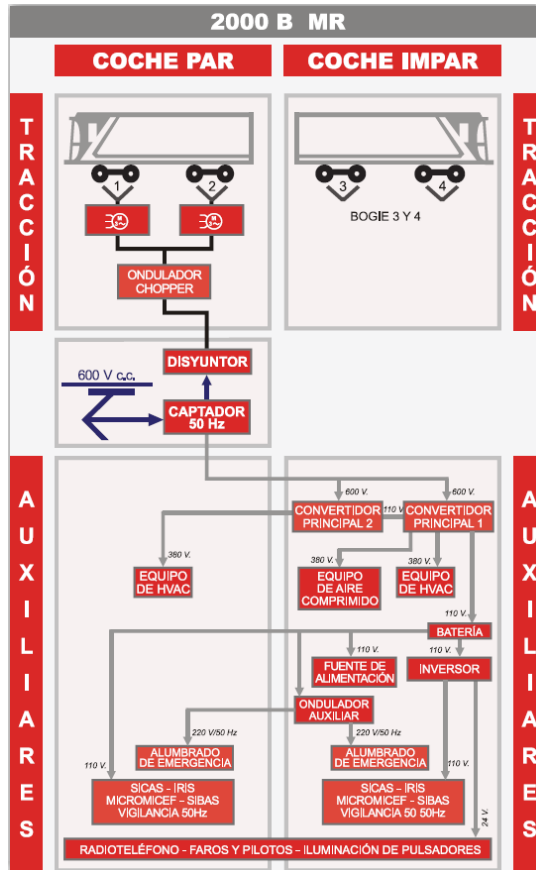 2000 B MR
COCHE PAR
COCHE IMPAR
TRACCIÓN
TRACCIÓN
1
2
3
4
M
3~
M
3~
BOGIE 3 Y 4
ONDULADOR
CHOPPER
DISYUNTOR
600 V c.c.
CAPTADOR
50 Hz
AUXILIARES
AUXILIARES
600 V.
600 V.
CONVERTIDOR
PRINCIPAL 2
110 V.
CONVERTIDOR
PRINCIPAL 1
380 V.
380 V.
380 V.
EQUIPO
DE HVAC
EQUIPO
DE AIRE
COMPRIMIDO
EQUIPO
DE HVAC
110 V.
BATERÍA
110 V.
110 V.
FUENTE DE
ALIMENTACIÓN
INVERSOR
ONDULADOR
AUXILIAR
220 V/50 Hz
220 V/50 Hz
ALUMBRADO
DE EMERGENCIA
ALUMBRADO
DE EMERGENCIA
110 V.
110 V.
SICAS - IRIS
MICROMICEF - SIBAS
VIGILANCIA 50Hz
SICAS - IRIS
MICROMICEF - SIBAS
VIGILANCIA 50 50Hz
24 V.
RADIOTELÉFONO - FAROS Y PILOTOS - ILUMINACIÓN DE PULSADORES